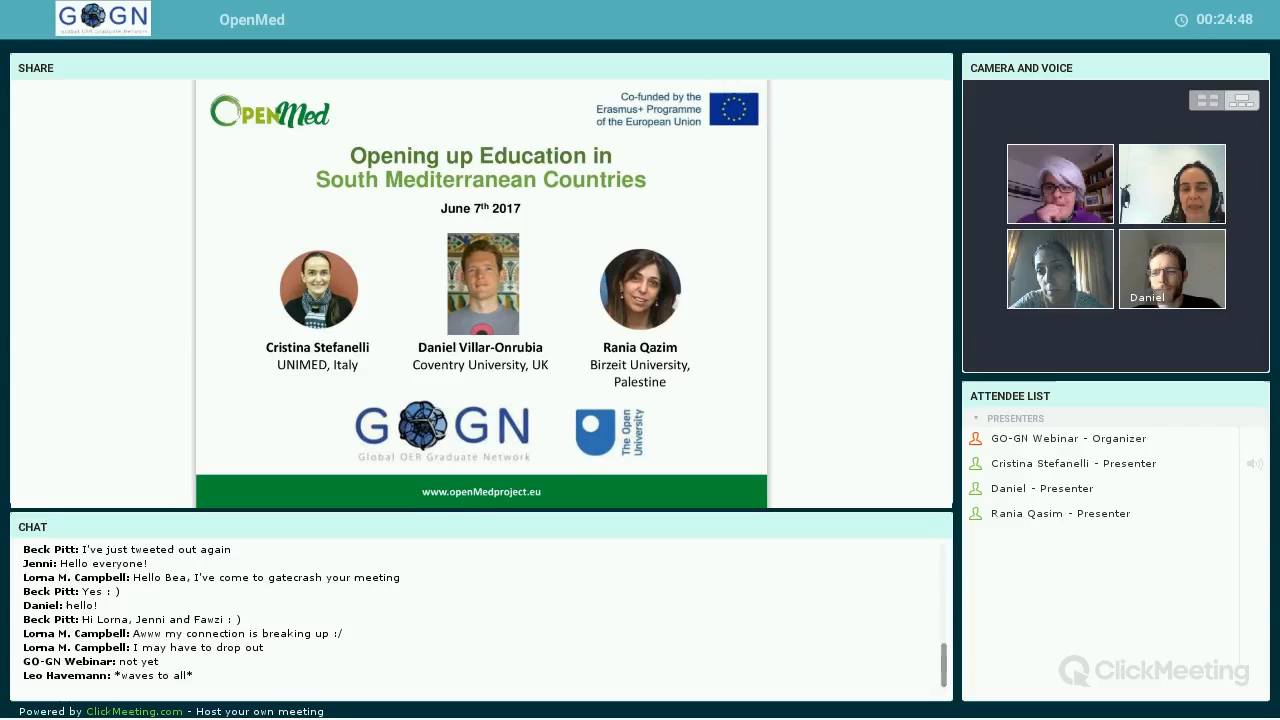 GOGN
Global OER Graduate Network
OpenMed
00:24:48
SHARE
OPENMed
Co-funded by the
Erasmus+ Programme
of the European Union
Opening up Education in
South Mediterranean Countries
June 7th 2017
Cristina Stefanelli
UNIMED, Italy
Daniel Villar-Onrubia
Coventry University, UK
Rania Qazim
Birzeit University,
Palestine
GOGN
Global OER Graduate Network
The Open
University
www.openMedproject.eu
CAMERA AND VOICE
Daniel
ATTENDEE LIST
PRESENTERS
GO-GN Webinar - Organizer
Cristina Stefanelli - Presenter
Daniel - Presenter
Rania Qasim - Presenter
ClickMeeting
CHAT
Beck Pitt: I've just tweeted out again
Jenni: Hello everyone!
Lorna M. Campbell: Hello Bea, I've come to gatecrash your meeting
Beck Pitt: Yes : )
Daniel: hello!
Beck Pitt: Hi Lorna, Jenni and Fawzi : )
Lorna M. Campbell: Awww my connection is breaking up :/
Lorna M. Campbell: I may have to drop out
GO-GN Webinar: not yet
Leo Havemann: *waves to all*
Powered by ClickMeeting.com - Host your own meeting